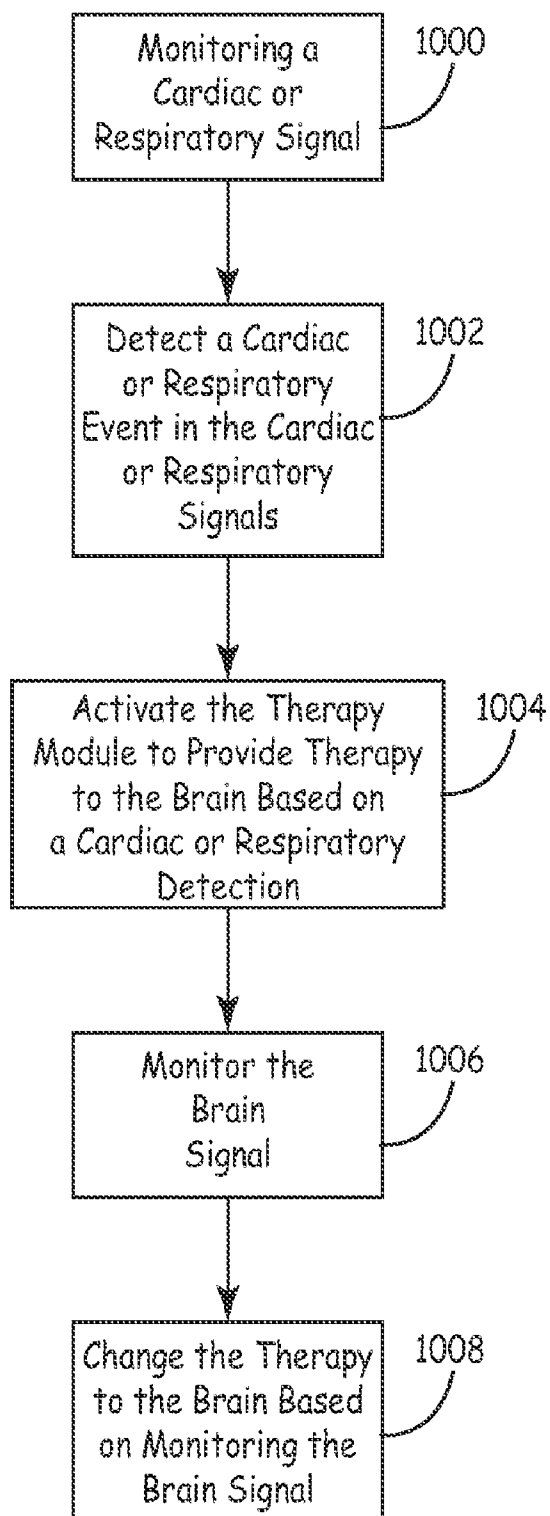 Monitoring a
Cardiac or
Respiratory Signal
1000
Detect a Cardiac
or Respiratory
Event in the Cardiac
or Respiratory
Signals
1002
Activate the Therapy
Module to Provide Therapy
to the Brain Based on
a Cardiac or Respiratory
Detection
1004
Monitor the
Brain
Signal
1006
Change the Therapy
to the Brain Based
on Monitoring the
Brain Signal
1008